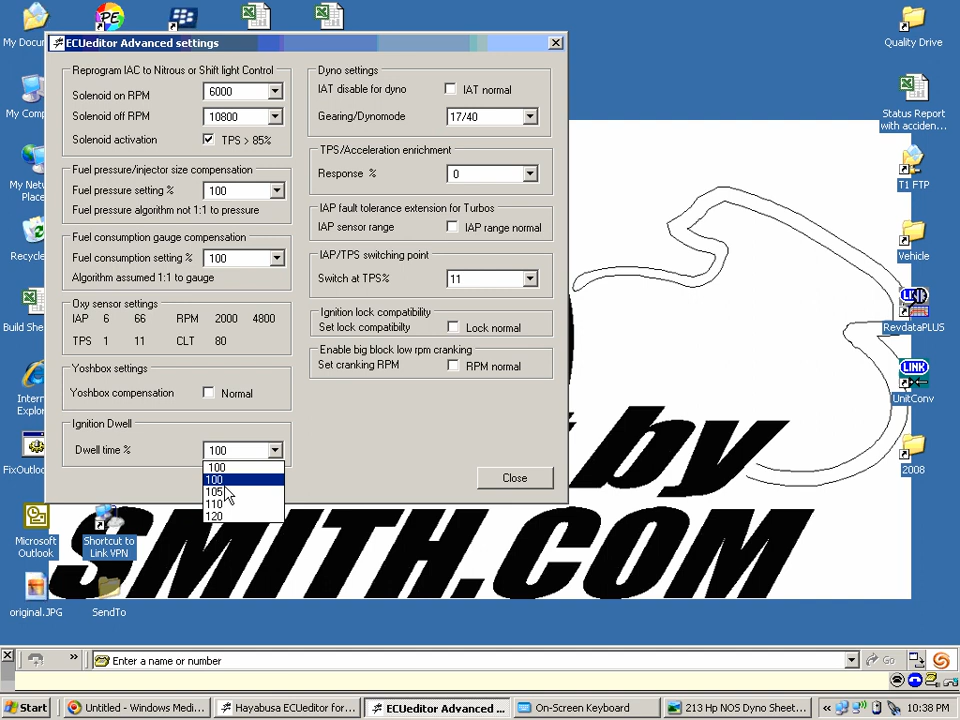 My Docum
Quality Drive
ECUeditor Advanced settings
Reprogram IAC to Nitrous or Shift light Control
Solenoid on RPM 6000
Solenoid off RPM 10800
Solenoid activation TPS > 85%
Fuel pressure/injector size compensation
Fuel pressure setting % 100
Fuel pressure algorithm not 1:1 to pressure
Fuel consumption gauge compensation
Fuel consumption setting % 100
Algorithm assumed 1:1 to gauge
Oxy sensor settings
IAP 6 66 RPM 2000 4800
TPS 1 11 CLT 80
Yoshbox settings
Yoshbox compensation Normal
Ignition Dwell
Dwell time % 100
100
100
105
110
120
Dyno settings
IAT disable for dyno IAT normal
Gearing/Dynomode 17/40
TPS/Acceleration enrichment
Response % 0
IAP fault tolerance extension for Turbos
IAP sensor range IAP range normal
IAP/TPS switching point
Switch at TPS% 11
Ignition lock compatibility
Set lock compatibilty Lock normal
Enable big block low rpm cranking
Set cranking RPM RPM normal
Close
My Comp
My Netw
Place
Recycle
Build She
Intern
Explor
FixOutlo
Microsoft
Outlook
Shortcut to
Link VPN
original.JPG
SendTo
Status Report
with acciden...
T1 FTP
Vehicle
RevdataPLUS
LINK
UnitConv
2008
by
SMITH.COM
Enter a name or number
Go
Start
Untitled - Windows Medi...
Hayabusa ECUeditor for...
ECUeditor Advanced ...
On-Screen Keyboard
213 Hp NOS Dyno Sheet...
10:38 PM